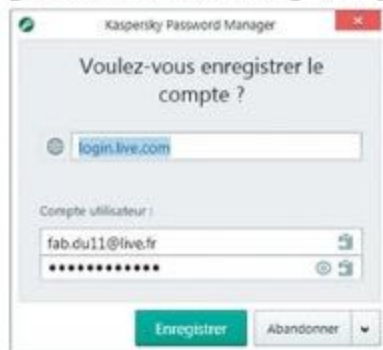 Kaspersky Password Manager
Voulez-vous enregistrer le
compte ?
login.live.com
Compte utilisateur :
fab.du11@live.fr
••••••••••••
Enregistrer
Abandonner